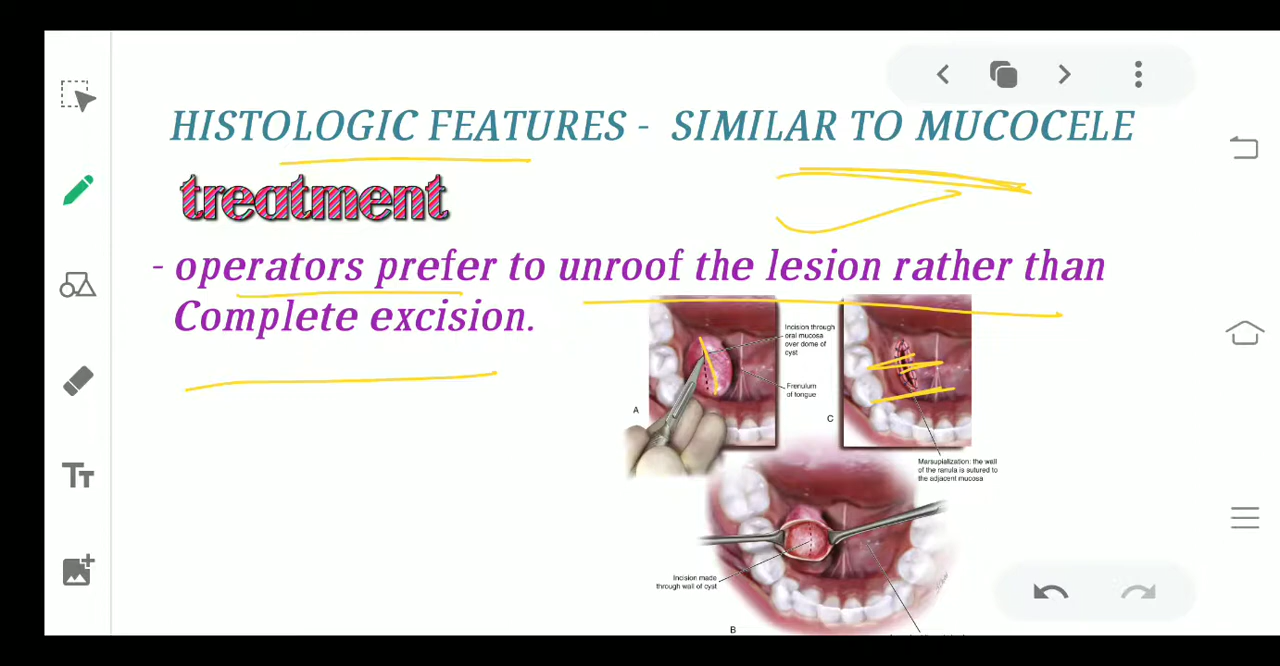 HISTOLOGIC FEATURES - SIMILAR TO MUCOCELE
treatment
- operators prefer to unroof the lesion rather than
Complete excision.
Incision through
oral mucosa
over dome of
cyst
Frenulum
of tongue
A
C
Marsupialization: the wall
of the ranula is sutured to
the adjacent mucosa
Incision made
through wall of cyst
B
TT